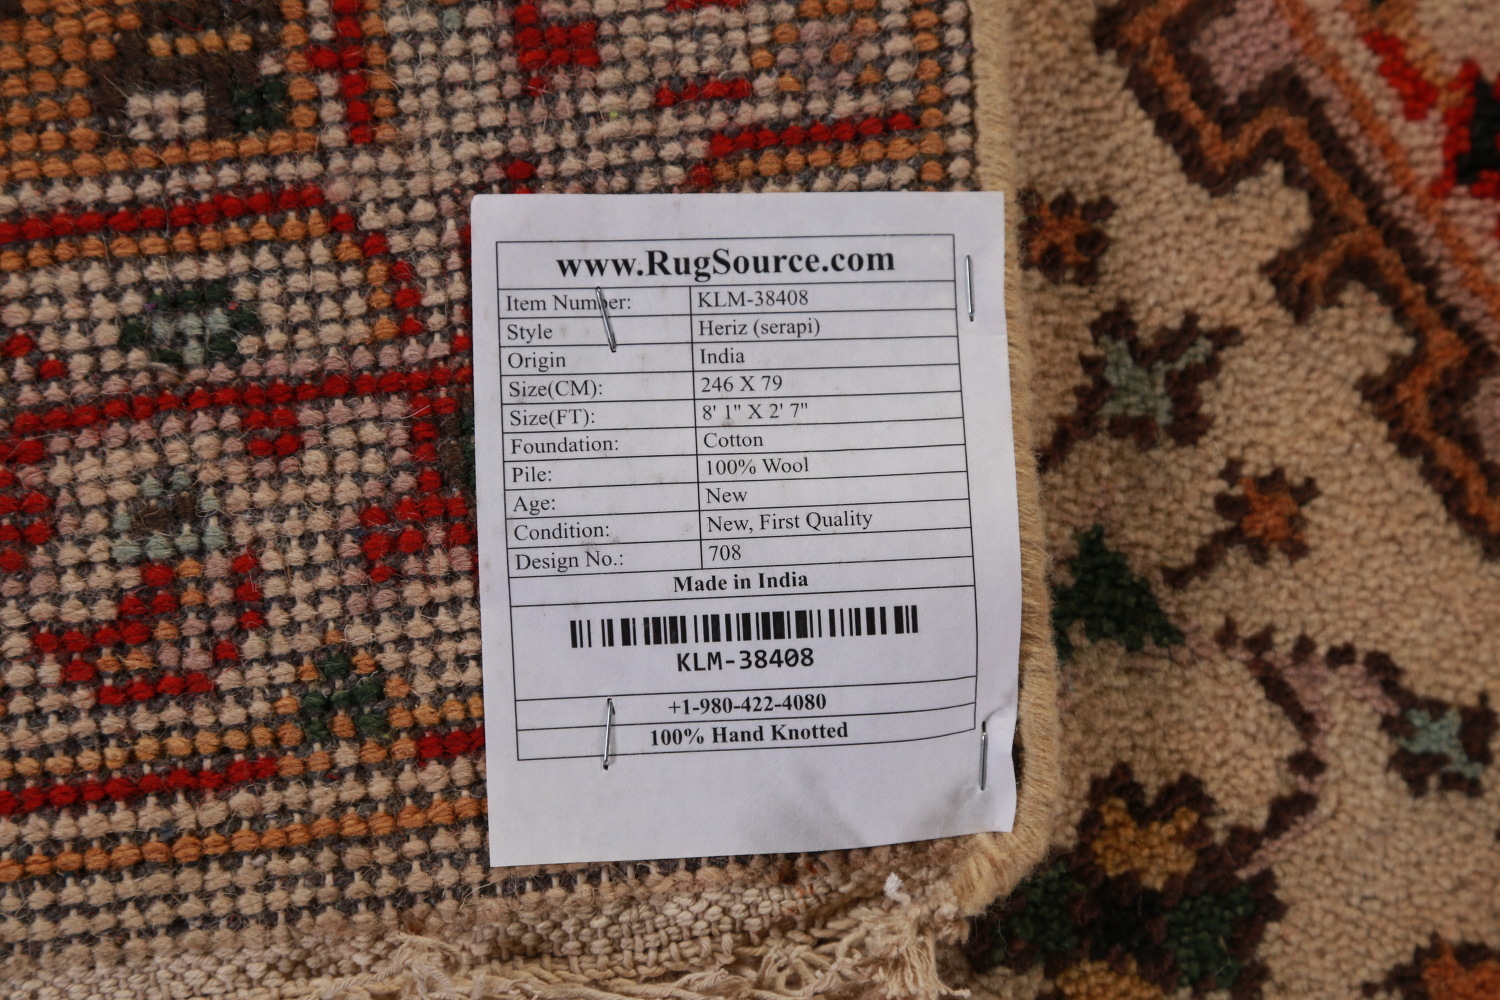 www.RugSource.com
Item Number: KLM-38408
Style Heriz (serapi)
Origin India
Size(CM): 246 X 79
Size(FT): 8' 1" X 2' 7"
Foundation: Cotton
Pile: 100% Wool
Age: New
Condition: New, First Quality
Design No.: 708
Made in India
KLM-38408
+1-980-422-4080
100% Hand Knotted